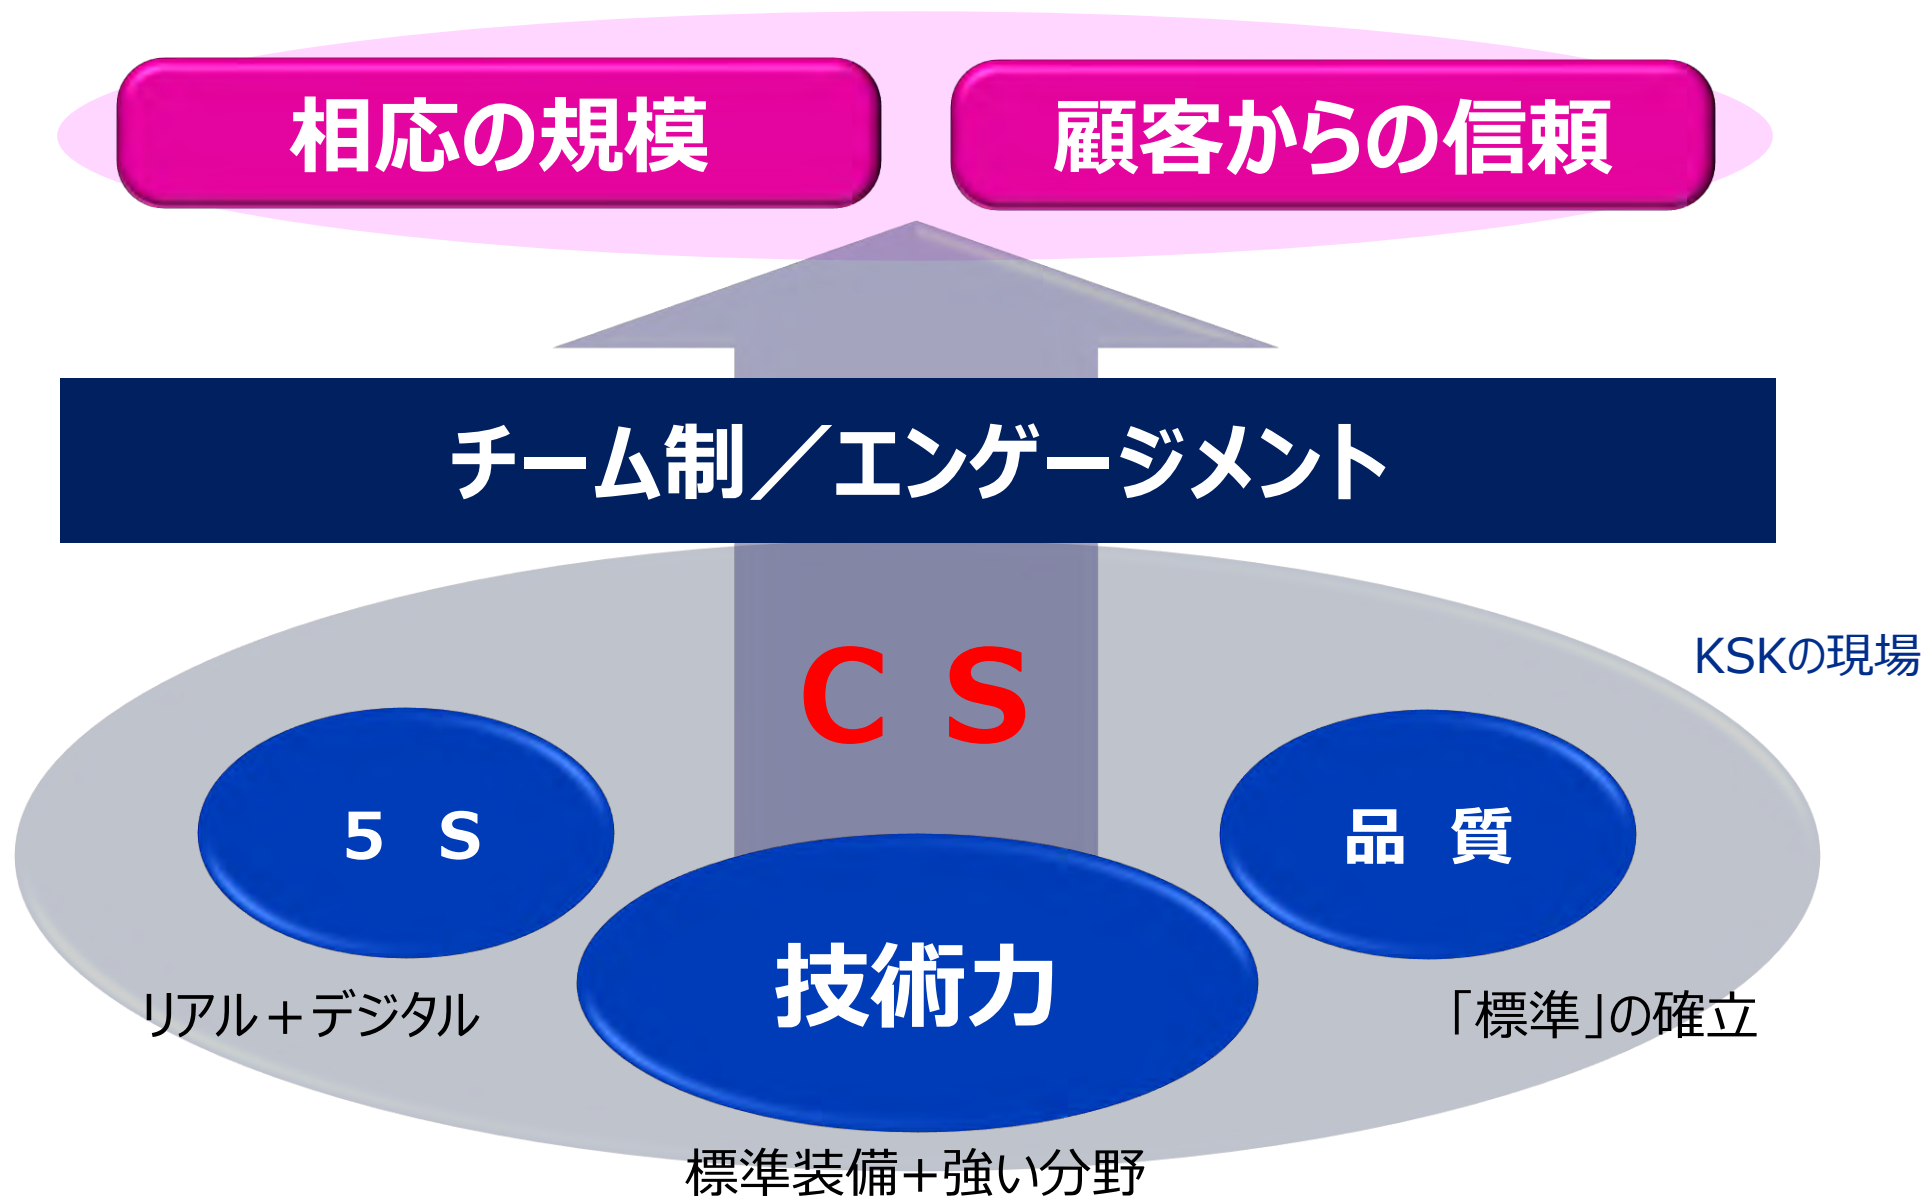 相応の規模
顧客からの信頼
チーム制／エンゲージメント
ＣＳ
KSKの現場
５　Ｓ
品　質
技術力
リアル＋デジタル
「標準」の確立
標準装備+強い分野